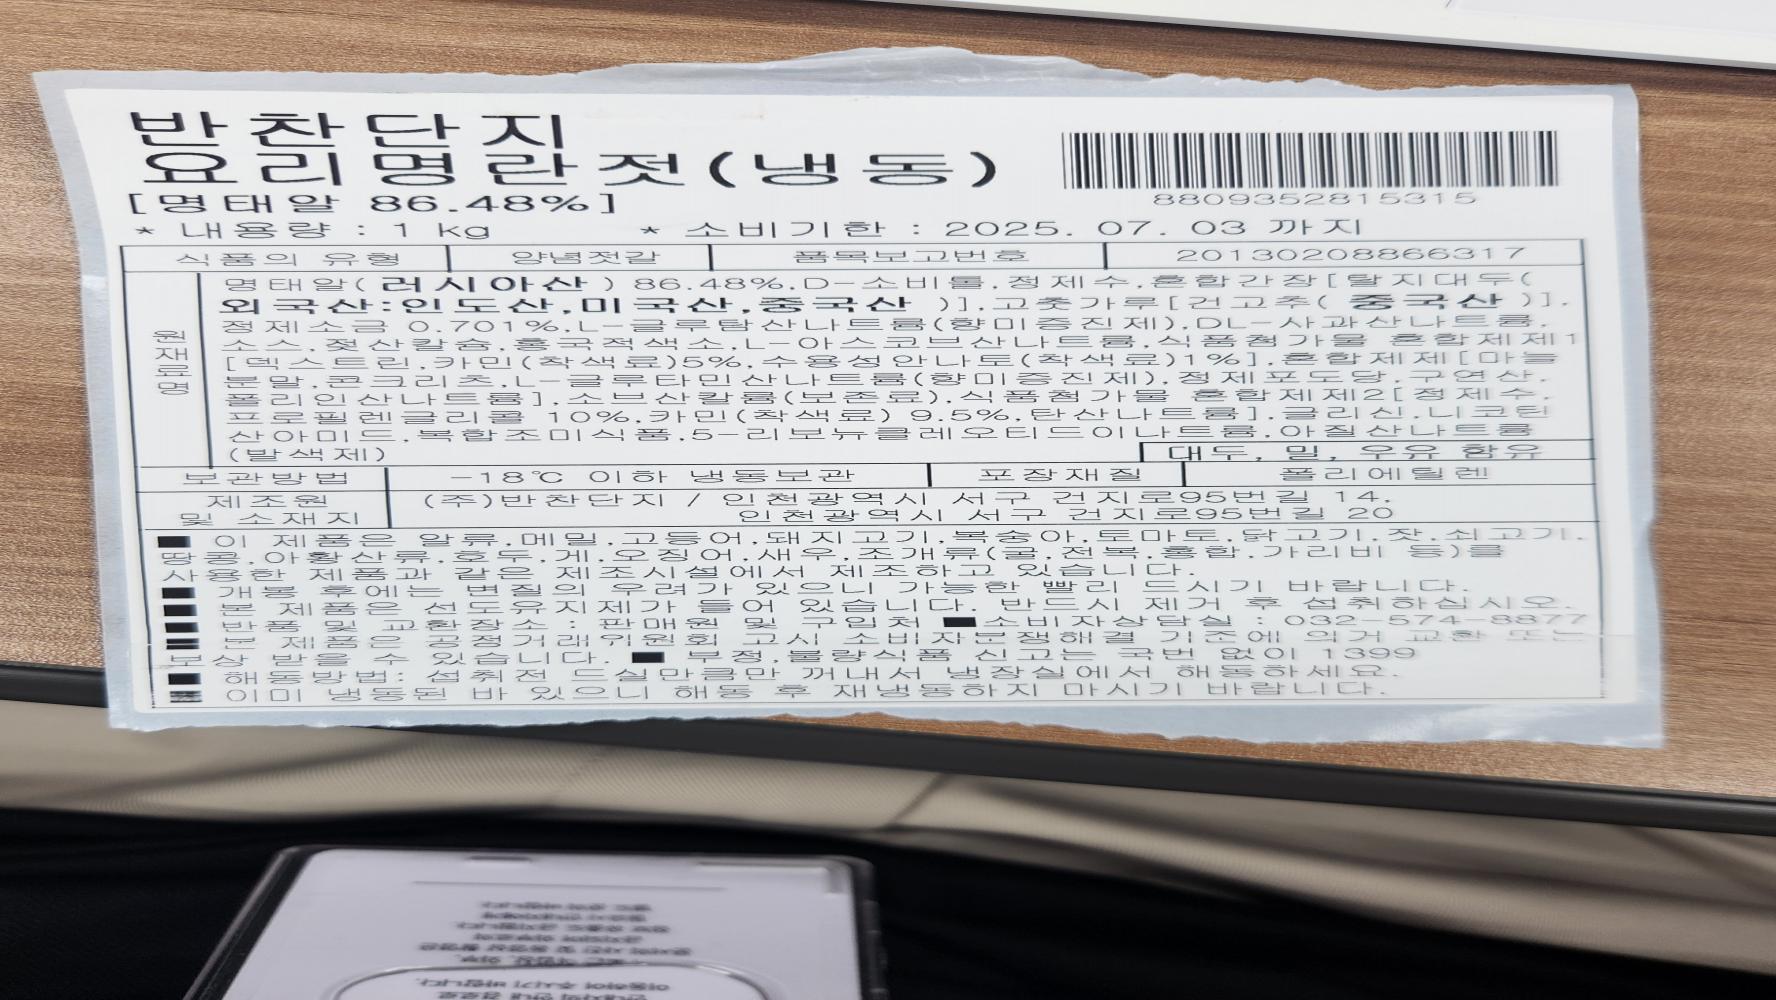 반찬단지
요리명란젓(냉동)
[명태알 86.48%]
8809352815315
* 내용량 : 1 kg * 소비기한 : 2025. 07. 03 까지
식품의 유형 양념젓갈 품목보고번호 20130208866317
원재료명
명태알(러시아산) 86.48%,D-소비톨,정제수,혼합간장[탈지대두(
외국산:인도산,미국산,중국산 )],고춧가루[건고추( 중국산 )],
정제소금 0.701%,L-글루탐산나트륨(향미증진제),DL-사과산나트륨,
소스,젖산칼슘,홍국적색소,L-아스코브산나트륨,식품첨가물 혼합제제1
[덱스트린,카민(착색료)5%,수용성안나토(착색료)1%],혼합제제[마늘
분말,콘크리츠,L-글루타민산나트륨(향미증진제),정제포도당,구연산,
폴리인산나트륨],소브산칼륨(보존료),식품첨가물 혼합제제2[정제수,
프로필렌글리콜 10%,카민(착색료) 9.5%,탄산나트륨],글리신,니코틴
산아미드,복합조미식품,5-리보뉴클레오티드이나트륨,아질산나트륨
(발색제)
대두, 밀, 우유 함유
보관방법 -18℃ 이하 냉동보관 포장재질 폴리에틸렌
제조원 및 소재지
(주)반찬단지 / 인천광역시 서구 건지로95번길 14,
인천광역시 서구 건지로95번길 20
■ 이 제품은 알류,메밀,고등어,돼지고기,복숭아,토마토,닭고기,잣,쇠고기,
땅콩,아황산류,호두,게,오징어,새우,조개류(굴,전복,홍합,가리비 등)를
사용한 제품과 같은 제조시설에서 제조하고 있습니다.
■ 개봉 후에는 변질의 우려가 있으니 가능한 빨리 드시기 바랍니다.
■ 본 제품은 선도유지제가 들어 있습니다. 반드시 제거 후 섭취하십시오.
■ 반품 및 교환장소 : 판매원 및 구입처 ■소비자상담실 : 032-574-8877
■ 본 제품은 공정거래위원회 고시 소비자분쟁해결 기준에 의거 교환 또는
보상 받을 수 있습니다. ■ 부정,불량식품 신고는 국번 없이 1399
■ 해동방법: 섭취전 드실만큼만 꺼내서 냉장실에서 해동하세요.
■ 이미 냉동된 바 있으니 해동 후 재냉동하지 마시기 바랍니다.